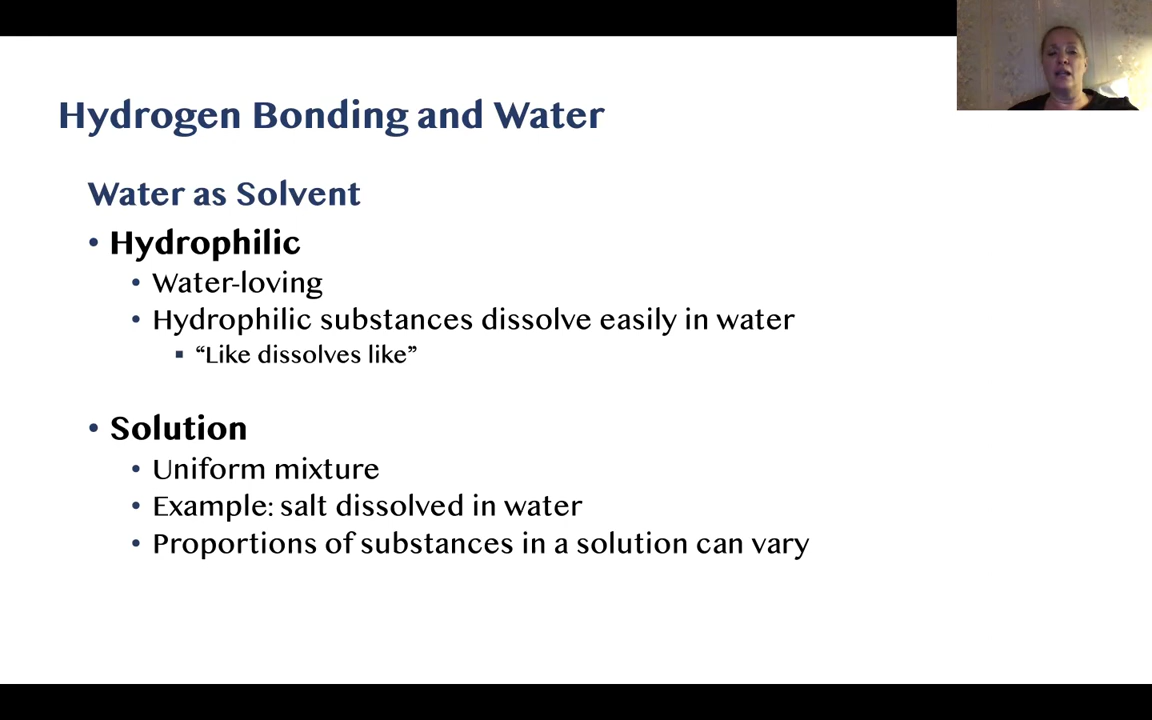 Hydrogen Bonding and Water
Water as Solvent
• Hydrophilic
• Water-loving
• Hydrophilic substances dissolve easily in water
▪ “Like dissolves like”
• Solution
• Uniform mixture
• Example: salt dissolved in water
• Proportions of substances in a solution can vary